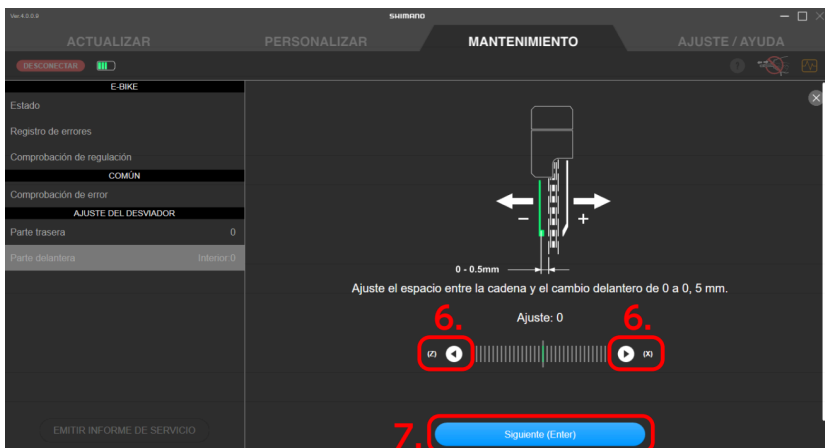 Ver.4.0.0.9
SHIMANO
ACTUALIZAR
PERSONALIZAR
MANTENIMIENTO
AJUSTE / AYUDA
DESCONECTAR
E-BIKE
Estado
Registro de errores
Comprobación de regulación
COMÚN
Comprobación de error
AJUSTE DEL DESVIADOR
Parte trasera 0
Parte delantera Interior:0
EMITIR INFORME DE SERVICIO
- +
0 - 0.5mm
Ajuste el espacio entre la cadena y el cambio delantero de 0 a 0, 5 mm.
Ajuste: 0
6. 6.
(Z) (X)
7. Siguiente (Enter)